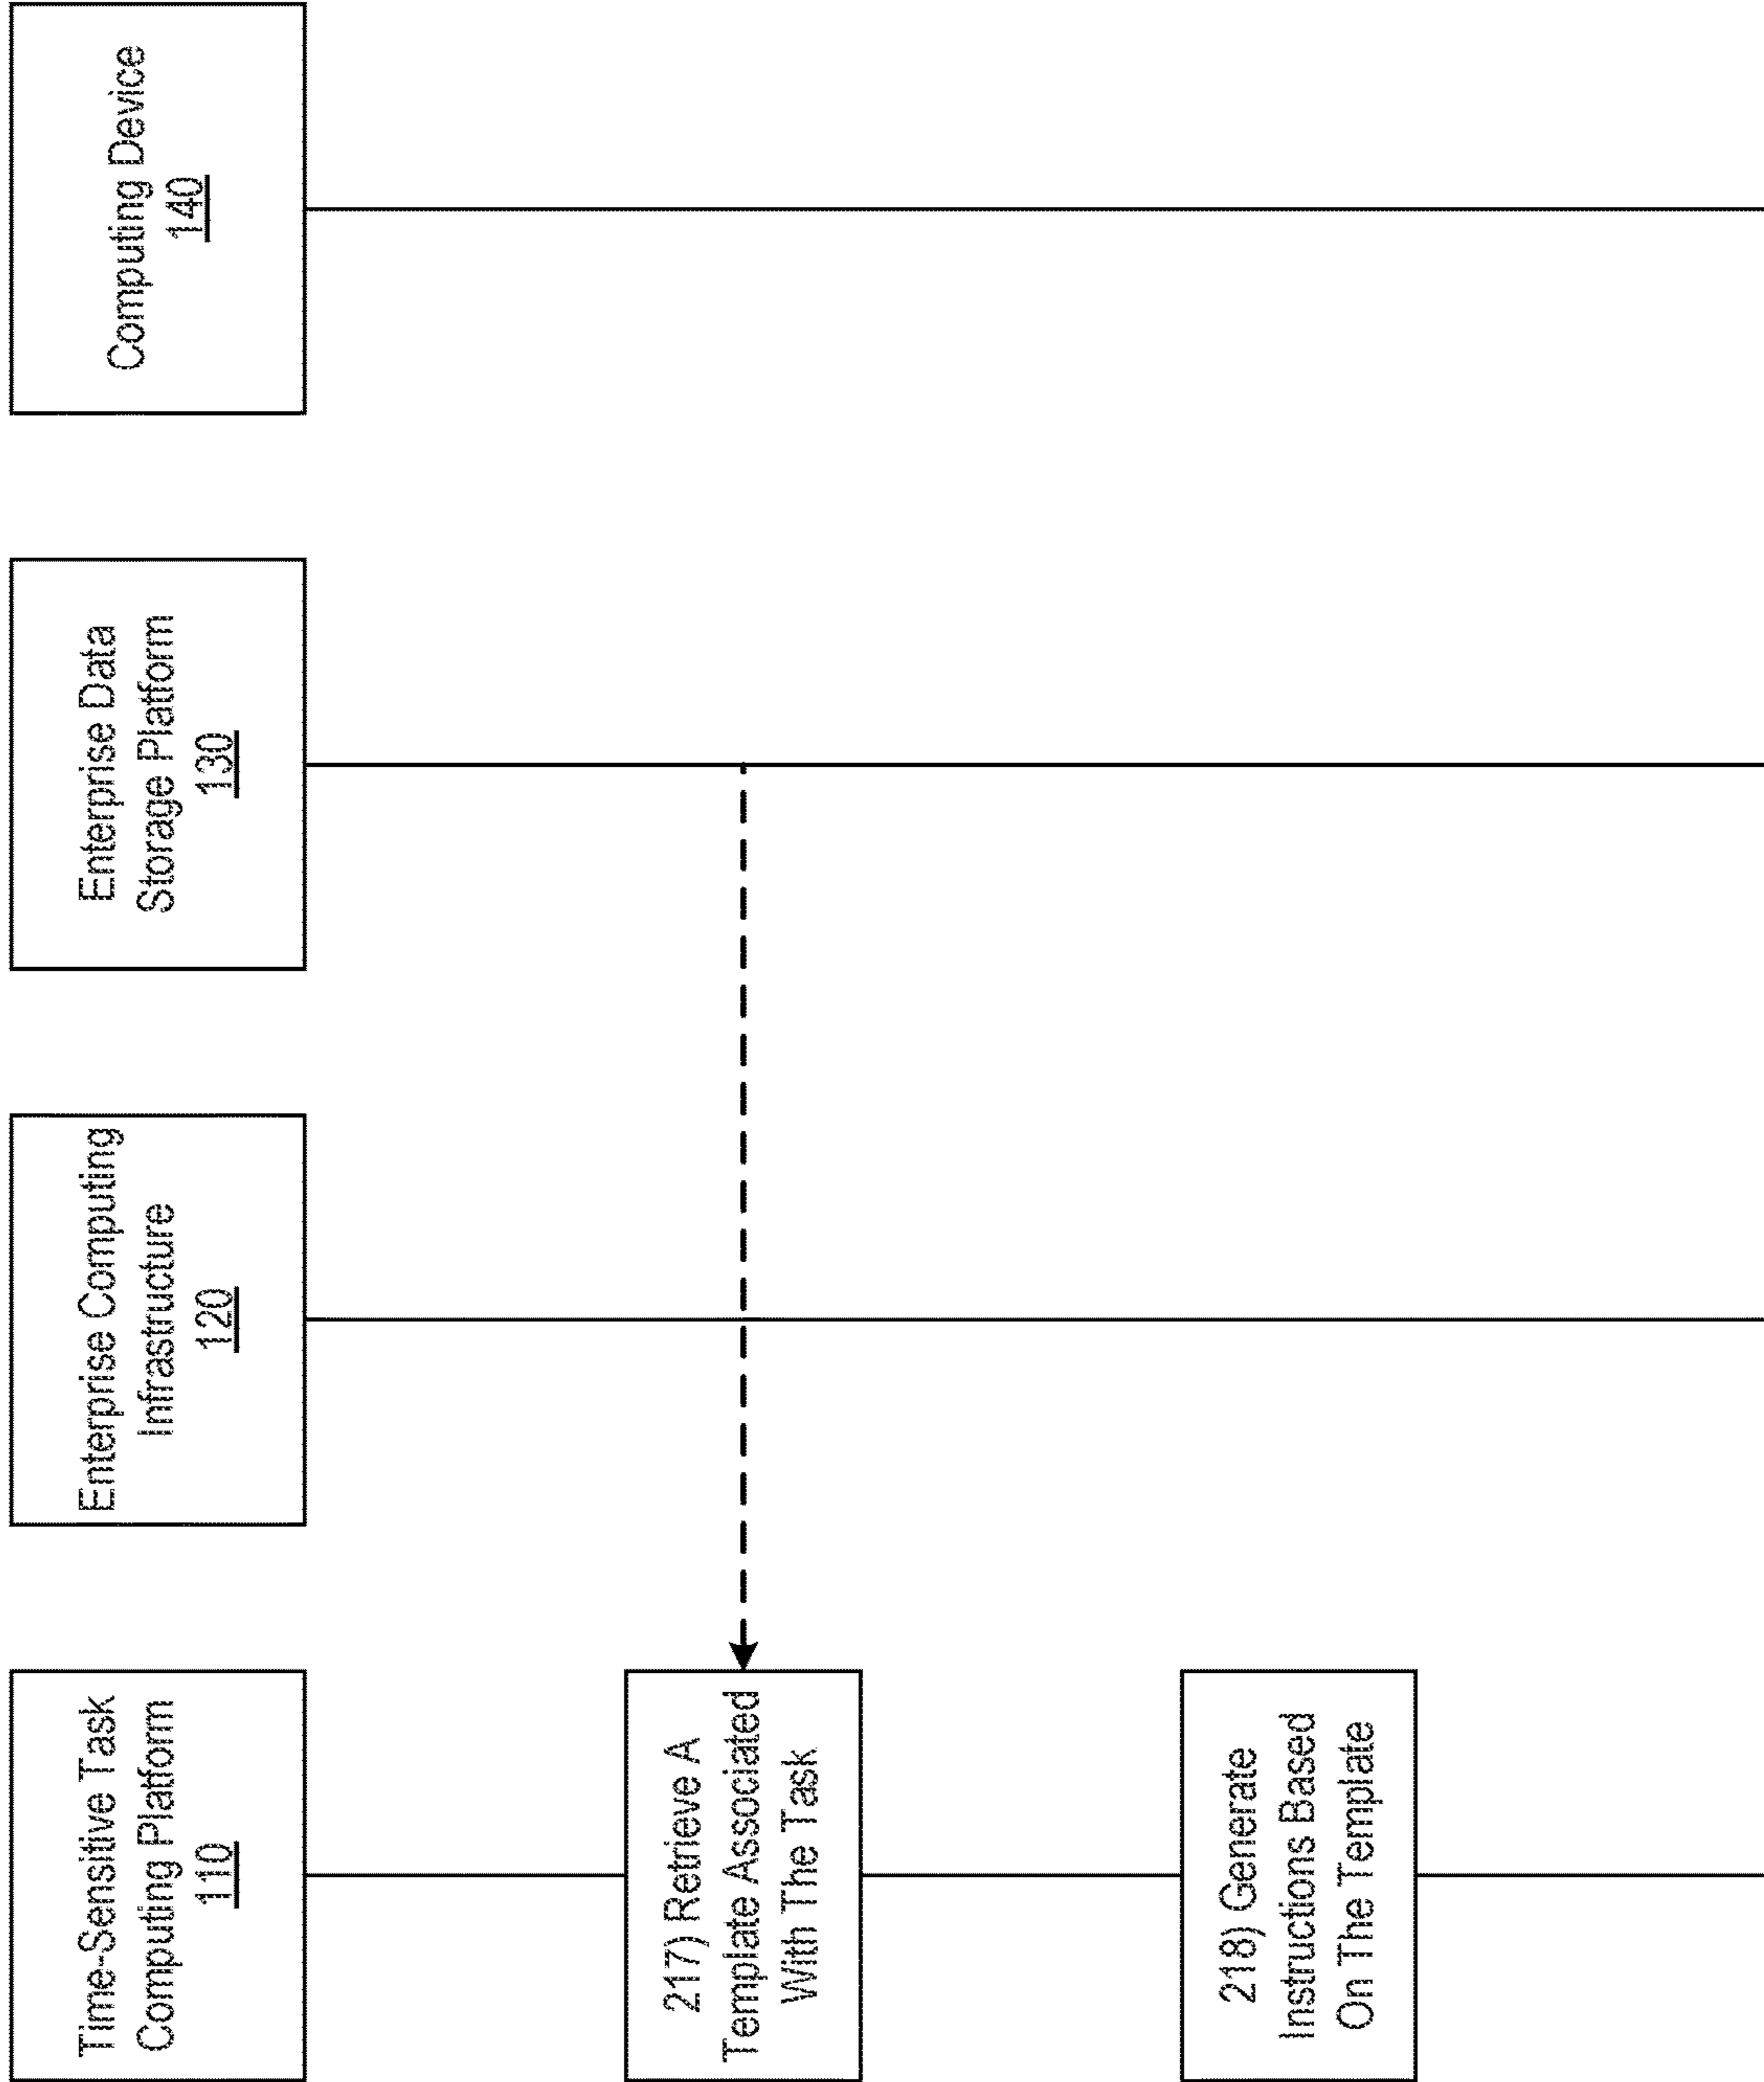 Time-Sensitive Task
Computing Platform
110
Enterprise Computing
Infrastructure
120
Enterprise Data
Storage Platform
130
Computing Device
140
217) Retrieve A
Template Associated
With The Task
218) Generate
Instructions Based
On The Template